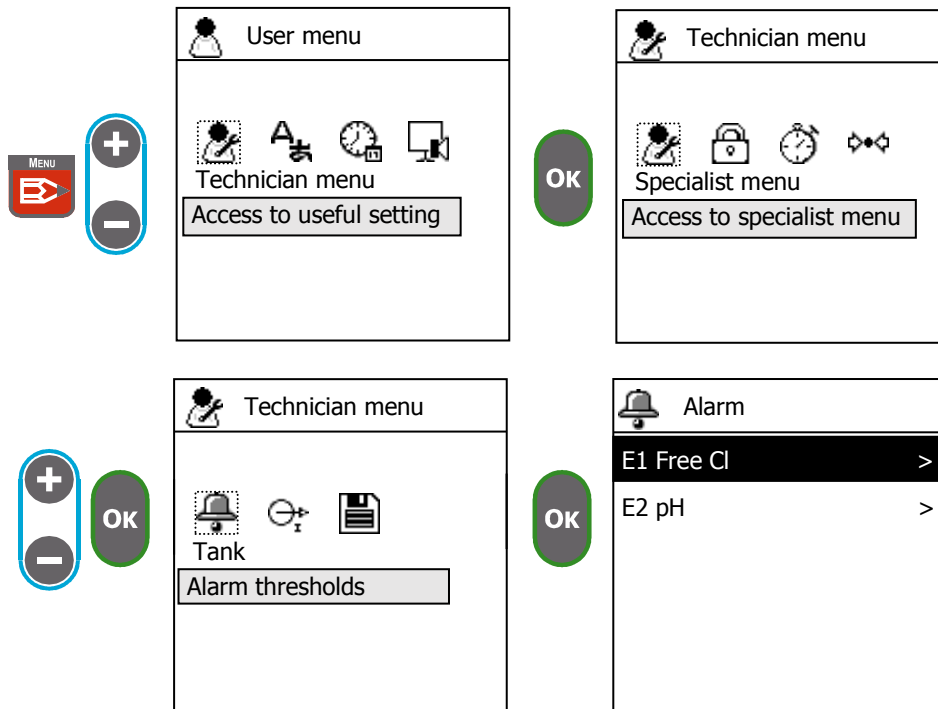 User menu
Technician menu
Access to useful setting
MENU
+
−
OK
Technician menu
Specialist menu
Access to specialist menu
Technician menu
Tank
Alarm thresholds
+
−
OK
OK
Alarm
E1 Free Cl >
E2 pH >